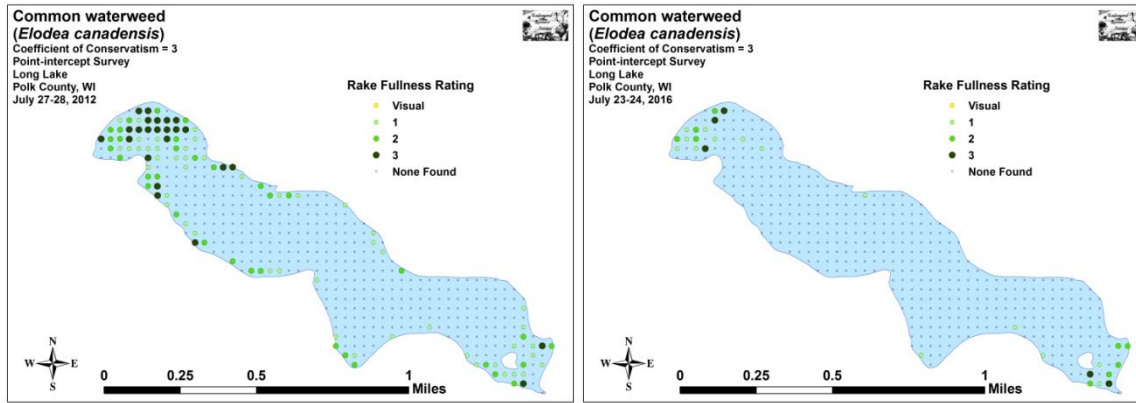 Common waterweed
(Elodea canadensis)
Coefficient of Conservatism = 3
Point-intercept Survey
Long Lake
Polk County, WI
July 27-28, 2012
Rake Fullness Rating
Visual
1
2
3
None Found
N
W E
S
0 0.25 0.5 1
Miles
Common waterweed
(Elodea canadensis)
Coefficient of Conservatism = 3
Point-intercept Survey
Long Lake
Polk County, WI
July 23-24, 2016
Rake Fullness Rating
Visual
1
2
3
None Found
N
W E
S
0 0.25 0.5 1
Miles